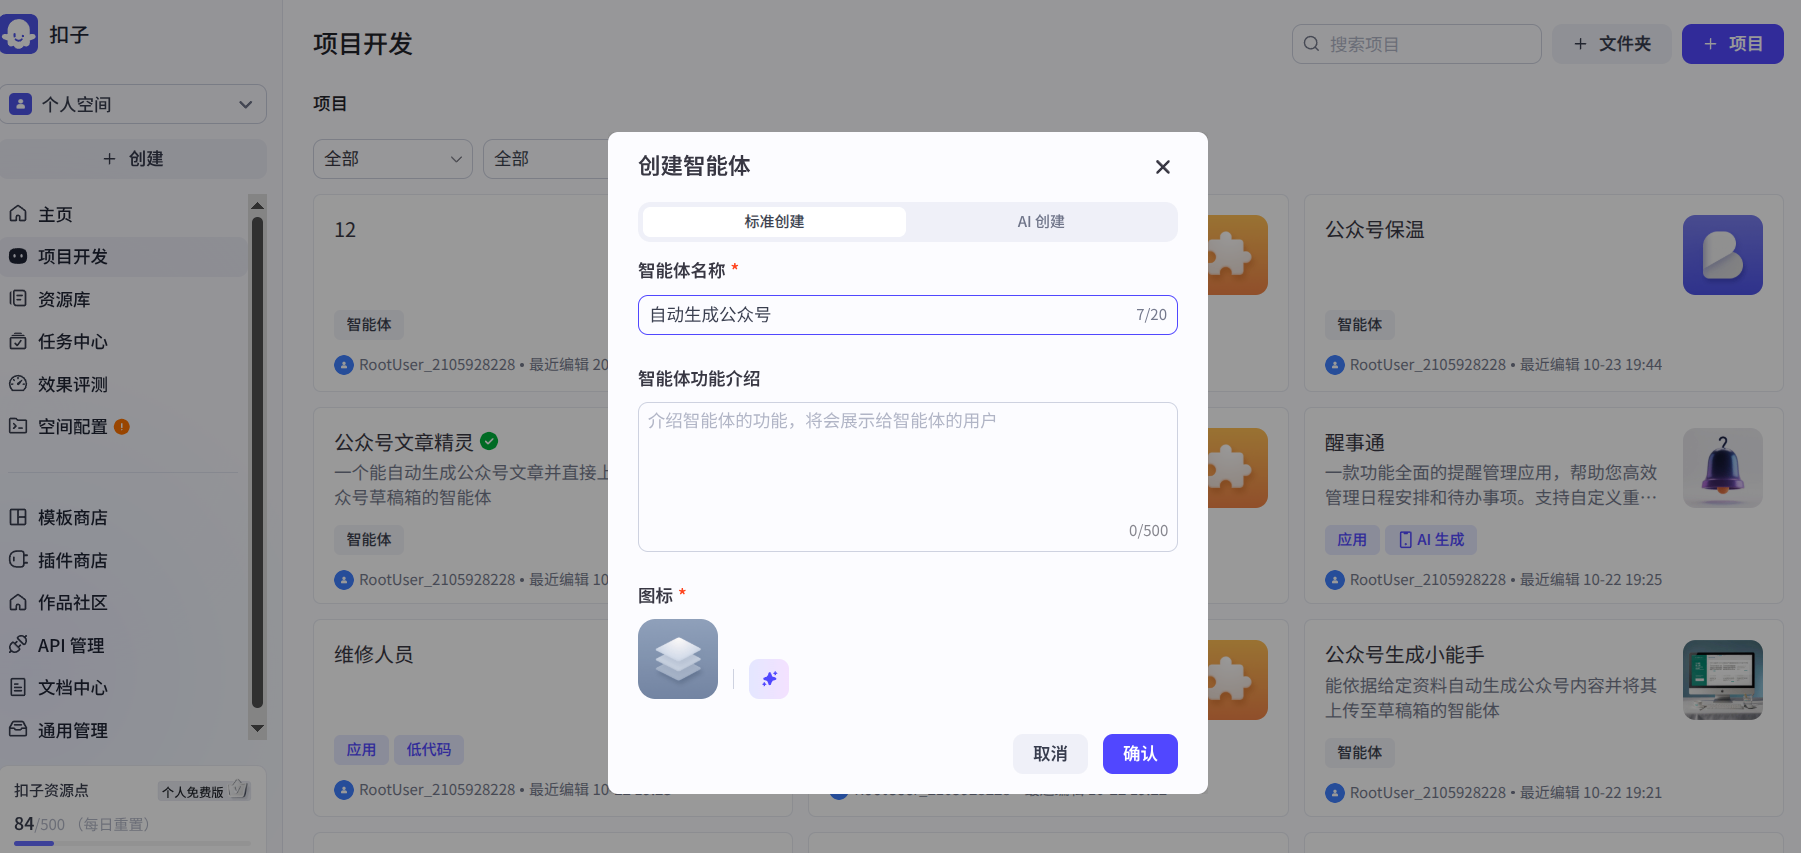 扣子
个人空间
+ 创建
主页
项目开发
资源库
任务中心
效果评测
空间配置
模板商店
插件商店
作品社区
API 管理
文档中心
通用管理
扣子资源点
个人免费版
84/500 （每日重置）
项目开发
搜索项目
+ 文件夹
+ 项目
项目
全部
全部
12
智能体
RootUser_2105928228 • 最近编辑 20
公众号保温
智能体
RootUser_2105928228 • 最近编辑 10-23 19:44
公众号文章精灵
一个能自动生成公众号文章并直接上
众号草稿箱的智能体
智能体
RootUser_2105928228 • 最近编辑 10
醒事通
一款功能全面的提醒管理应用，帮助您高效
管理日程安排和待办事项。支持自定义重…
应用
AI 生成
RootUser_2105928228 • 最近编辑 10-22 19:25
维修人员
应用
低代码
RootUser_2105928228 • 最近编辑 10
公众号生成小能手
能依据给定资料自动生成公众号内容并将其
上传至草稿箱的智能体
智能体
RootUser_2105928228 • 最近编辑 10-22 19:21
创建智能体
标准创建
AI 创建
智能体名称 *
自动生成公众号
7/20
智能体功能介绍
介绍智能体的功能，将会展示给智能体的用户
0/500
图标 *
取消
确认